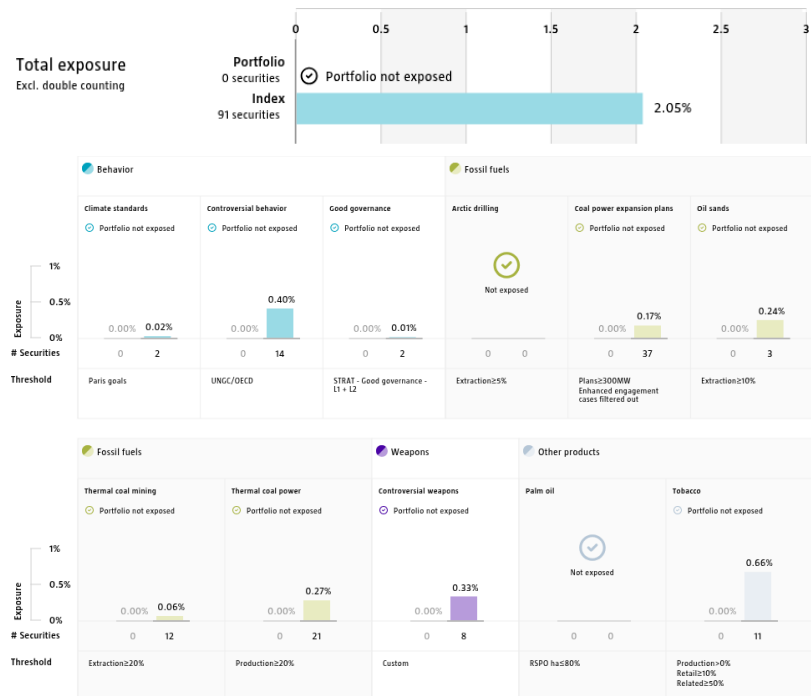 0 0.5 1 1.5 2 2.5 3
Total exposure
Excl. double counting
Portfolio
0 securities
Portfolio not exposed
Index
91 securities
2.05%
Behavior
Fossil fuels
Climate standards
Controversial behavior
Good governance
Arctic drilling
Coal power expansion plans
Oil sands
Portfolio not exposed
Portfolio not exposed
Portfolio not exposed
Not exposed
Portfolio not exposed
Portfolio not exposed
Exposure
1%
0.5%
0%
0.00% 0.02%
0.00% 0.40%
0.00% 0.01%
0.00% 0.17%
0.00% 0.24%
# Securities
0 2
0 14
0 2
0 0
0 37
0 3
Threshold
Paris goals
UNGC/OECD
STRAT - Good governance -
L1 + L2
Extraction≥5%
Plans≥300MW
Enhanced engagement
cases filtered out
Extraction≥10%
Fossil fuels
Weapons
Other products
Thermal coal mining
Thermal coal power
Controversial weapons
Palm oil
Tobacco
Portfolio not exposed
Portfolio not exposed
Portfolio not exposed
Not exposed
Portfolio not exposed
Exposure
1%
0.5%
0%
0.00% 0.06%
0.00% 0.27%
0.00% 0.33%
0.00% 0.66%
# Securities
0 12
0 21
0 8
0 0
0 11
Threshold
Extraction≥20%
Production≥20%
Custom
RSPO ha≤80%
Production>0%
Retail≥10%
Related≥50%